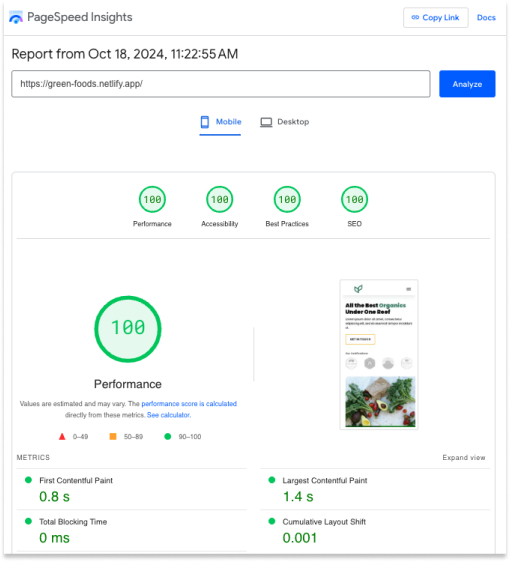 PageSpeed Insights
Copy Link
Docs
Report from Oct 18, 2024, 11:22:55 AM
https://green-foods.netlify.app/
Analyze
Mobile
Desktop
100
100
100
100
Performance
Accessibility
Best Practices
SEO
100
Performance
Values are estimated and may vary. The performance score is calculated
directly from these metrics. See calculator.
0–49
50–89
90–100
All the Best Organics
Under One Roof
METRICS
Expand view
First Contentful Paint
0.8 s
Largest Contentful Paint
1.4 s
Total Blocking Time
0 ms
Cumulative Layout Shift
0.001